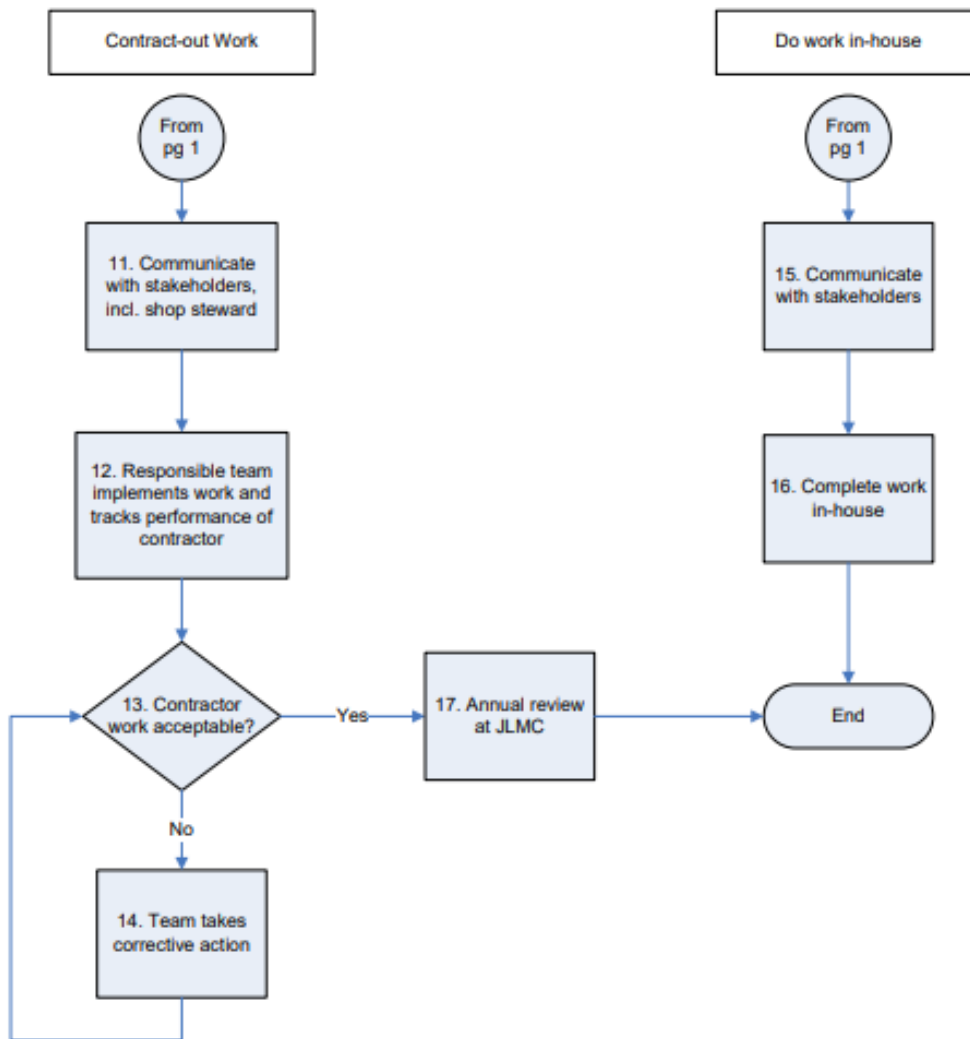 Contract-out Work
Do work in-house
From
pg 1
From
pg 1
11. Communicate
with stakeholders,
incl. shop steward
15. Communicate
with stakeholders
12. Responsible team
implements work and
tracks performance of
contractor
16. Complete work
in-house
13. Contractor
work acceptable?
Yes
17. Annual review
at JLMC
End
No
14. Team takes
corrective action